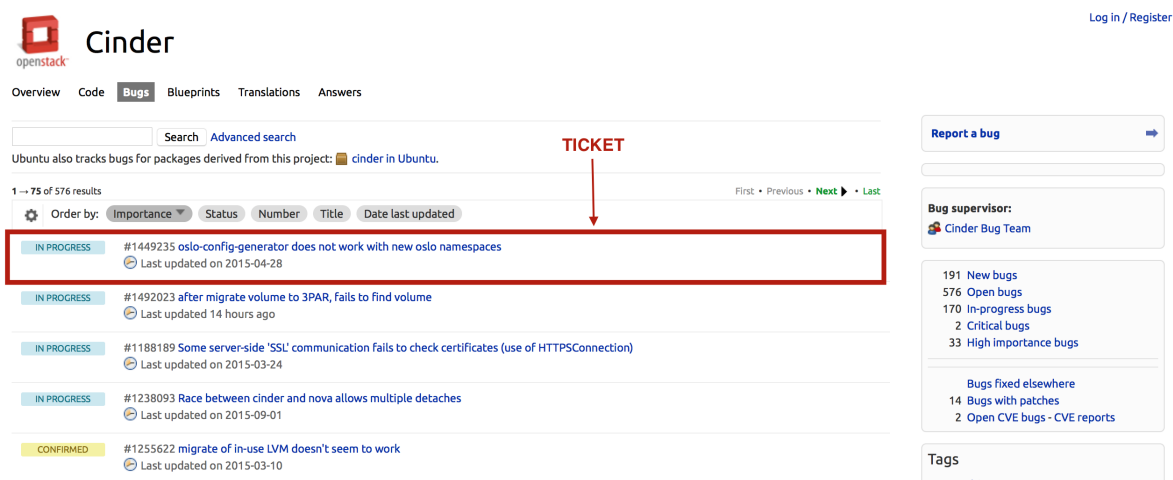 Log in / Register
openstack
Cinder
Overview Code Bugs Blueprints Translations Answers
Search Advanced search
Ubuntu also tracks bugs for packages derived from this project: cinder in Ubuntu.
TICKET
1 → 75 of 576 results
First • Previous • Next • Last
Order by: Importance Status Number Title Date last updated
IN PROGRESS #1449235 oslo-config-generator does not work with new oslo namespaces
Last updated on 2015-04-28
IN PROGRESS #1492023 after migrate volume to 3PAR, fails to find volume
Last updated 14 hours ago
IN PROGRESS #1188189 Some server-side 'SSL' communication fails to check certificates (use of HTTPSConnection)
Last updated on 2015-03-24
IN PROGRESS #1238093 Race between cinder and nova allows multiple detaches
Last updated on 2015-09-01
CONFIRMED #1255622 migrate of in-use LVM doesn't seem to work
Last updated on 2015-03-10
Report a bug
Bug supervisor:
Cinder Bug Team
191 New bugs
576 Open bugs
170 In-progress bugs
2 Critical bugs
33 High importance bugs
Bugs fixed elsewhere
14 Bugs with patches
2 Open CVE bugs - CVE reports
Tags